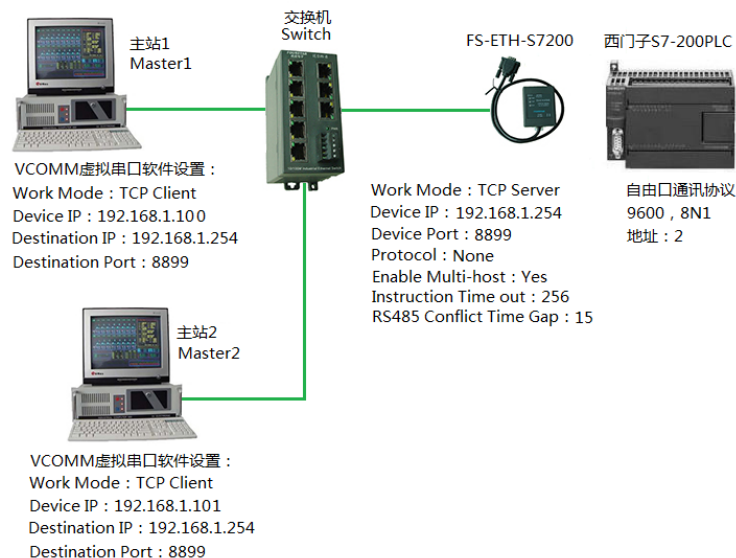 交换机
Switch
主站1
Master1
FS-ETH-S7200
西门子S7-200PLC
VCOMM虚拟串口软件设置：
Work Mode：TCP Client
Device IP：192.168.1.100
Destination IP：192.168.1.254
Destination Port：8899
Work Mode：TCP Server
Device IP：192.168.1.254
Device Port：8899
Protocol：None
Enable Multi-host：Yes
Instruction Time out：256
RS485 Conflict Time Gap：15
自由口通讯协议
9600，8N1
地址：2
主站2
Master2
VCOMM虚拟串口软件设置：
Work Mode：TCP Client
Device IP：192.168.1.101
Destination IP：192.168.1.254
Destination Port：8899